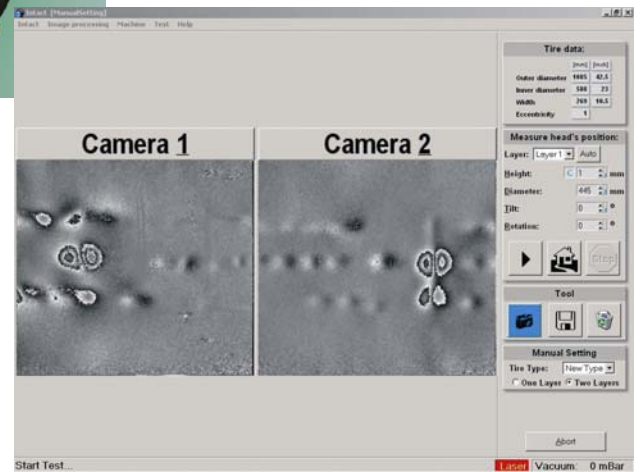 Intact [ManualSetting]
Intact Image processing Machine Test Help
Camera 1
Camera 2
Tire data:
[mm] [inch]
Outer diameter 1085 42,5
Inner diameter 580 23
Width 269 10,5
Eccentricity 1
Measure head's position:
Layer: Layer 1 Auto
Height: C 1 mm
Diameter: 445 mm
Tilt: 0 °
Rotation: 0 °
Stop
Tool
Manual Setting
Tire Type: New Type
One Layer Two Layers
Abort
Start Test...
Laser Vacuum: 0 mBar